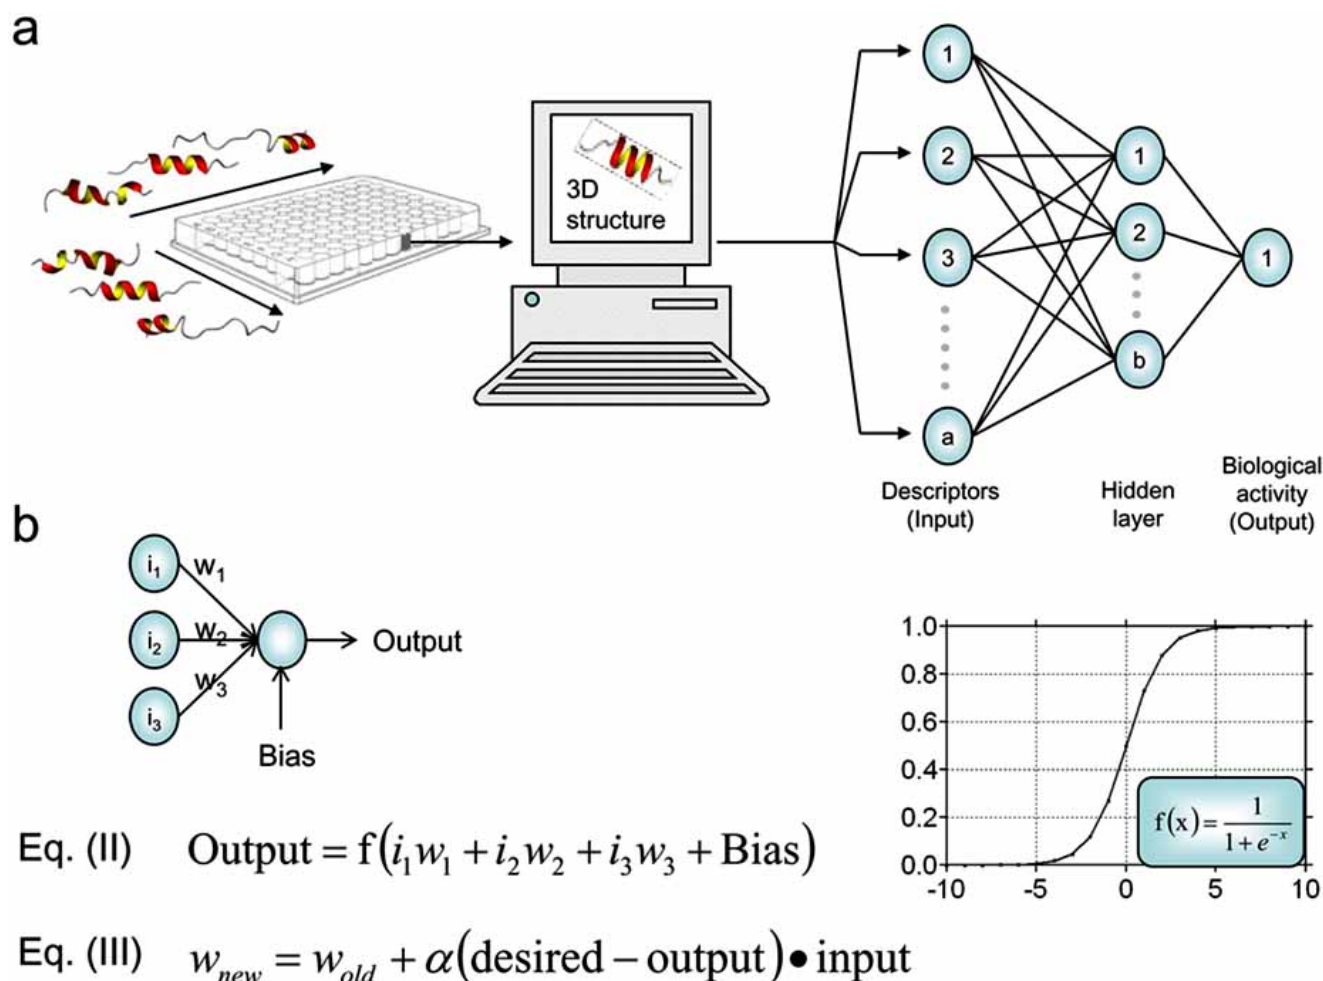 a
3D
structure
1
2
3
a
1
2
b
1
Descriptors
(Input)
Hidden
layer
Biological
activity
(Output)
b
i₁
i₂
i₃
w₁
w₂
w₃
Output
Bias
1.0
0.8
0.6
0.4
0.2
0.0
-10 -5 0 5 10
f(x)=1/(1+e⁻ˣ)
Eq. (II) Output = f(i₁w₁ + i₂w₂ + i₃w₃ + Bias)
Eq. (III) w_new = w_old + α(desired – output)•input